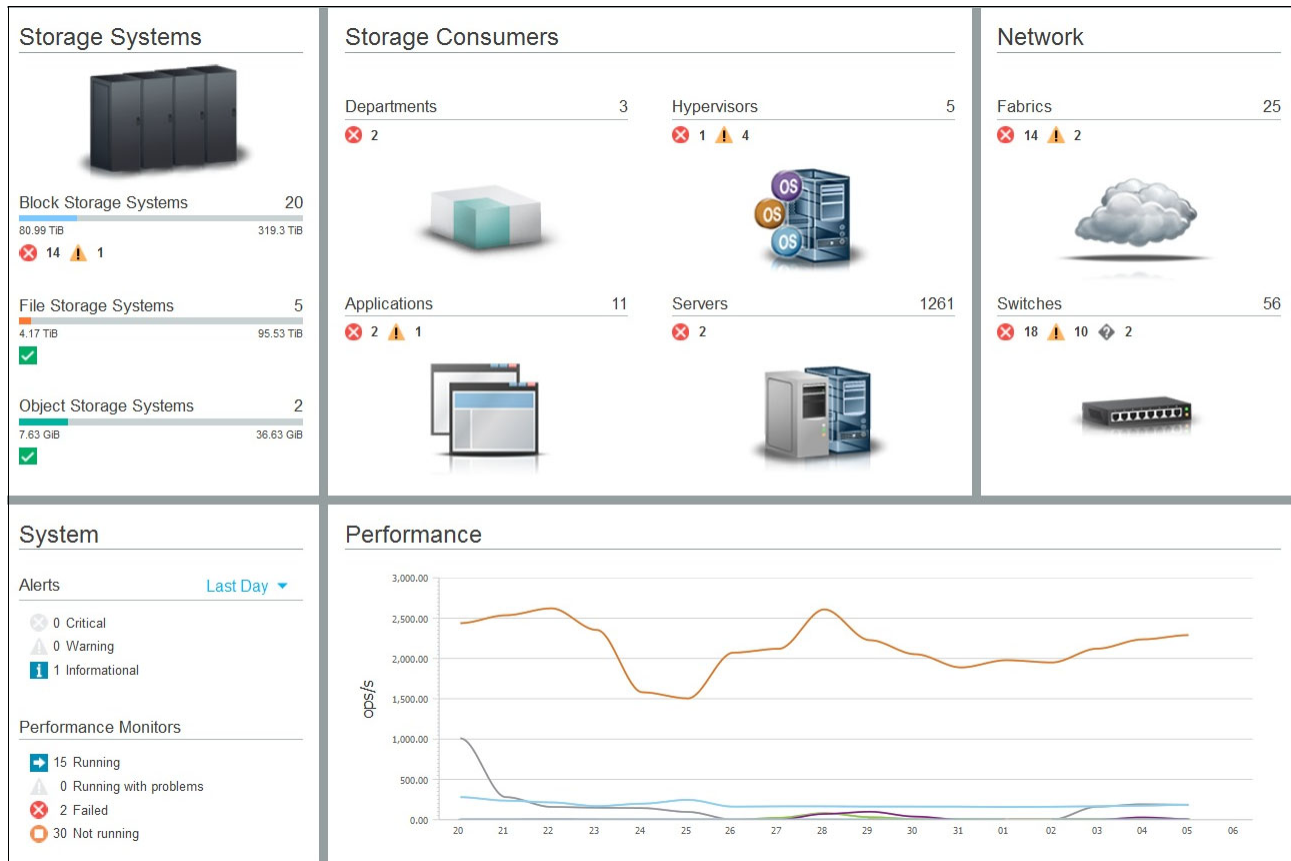 Storage Systems
Block Storage Systems 20
80.99 TiB 319.3 TiB
14 1
File Storage Systems 5
4.17 TiB 95.53 TiB
Object Storage Systems 2
7.63 GiB 36.63 GiB
Storage Consumers
Departments 3
2
Hypervisors 5
1 4
OS
OS
OS
Applications 11
2 1
Servers 1261
2
Network
Fabrics 25
14 2
Switches 56
18 10 ? 2
System
Alerts Last Day
0 Critical
0 Warning
1 Informational
Performance Monitors
15 Running
0 Running with problems
2 Failed
30 Not running
Performance
ops/s
3,000.00
2,500.00
2,000.00
1,500.00
1,000.00
500.00
0.00
20 21 22 23 24 25 26 27 28 29 30 31 01 02 03 04 05 06